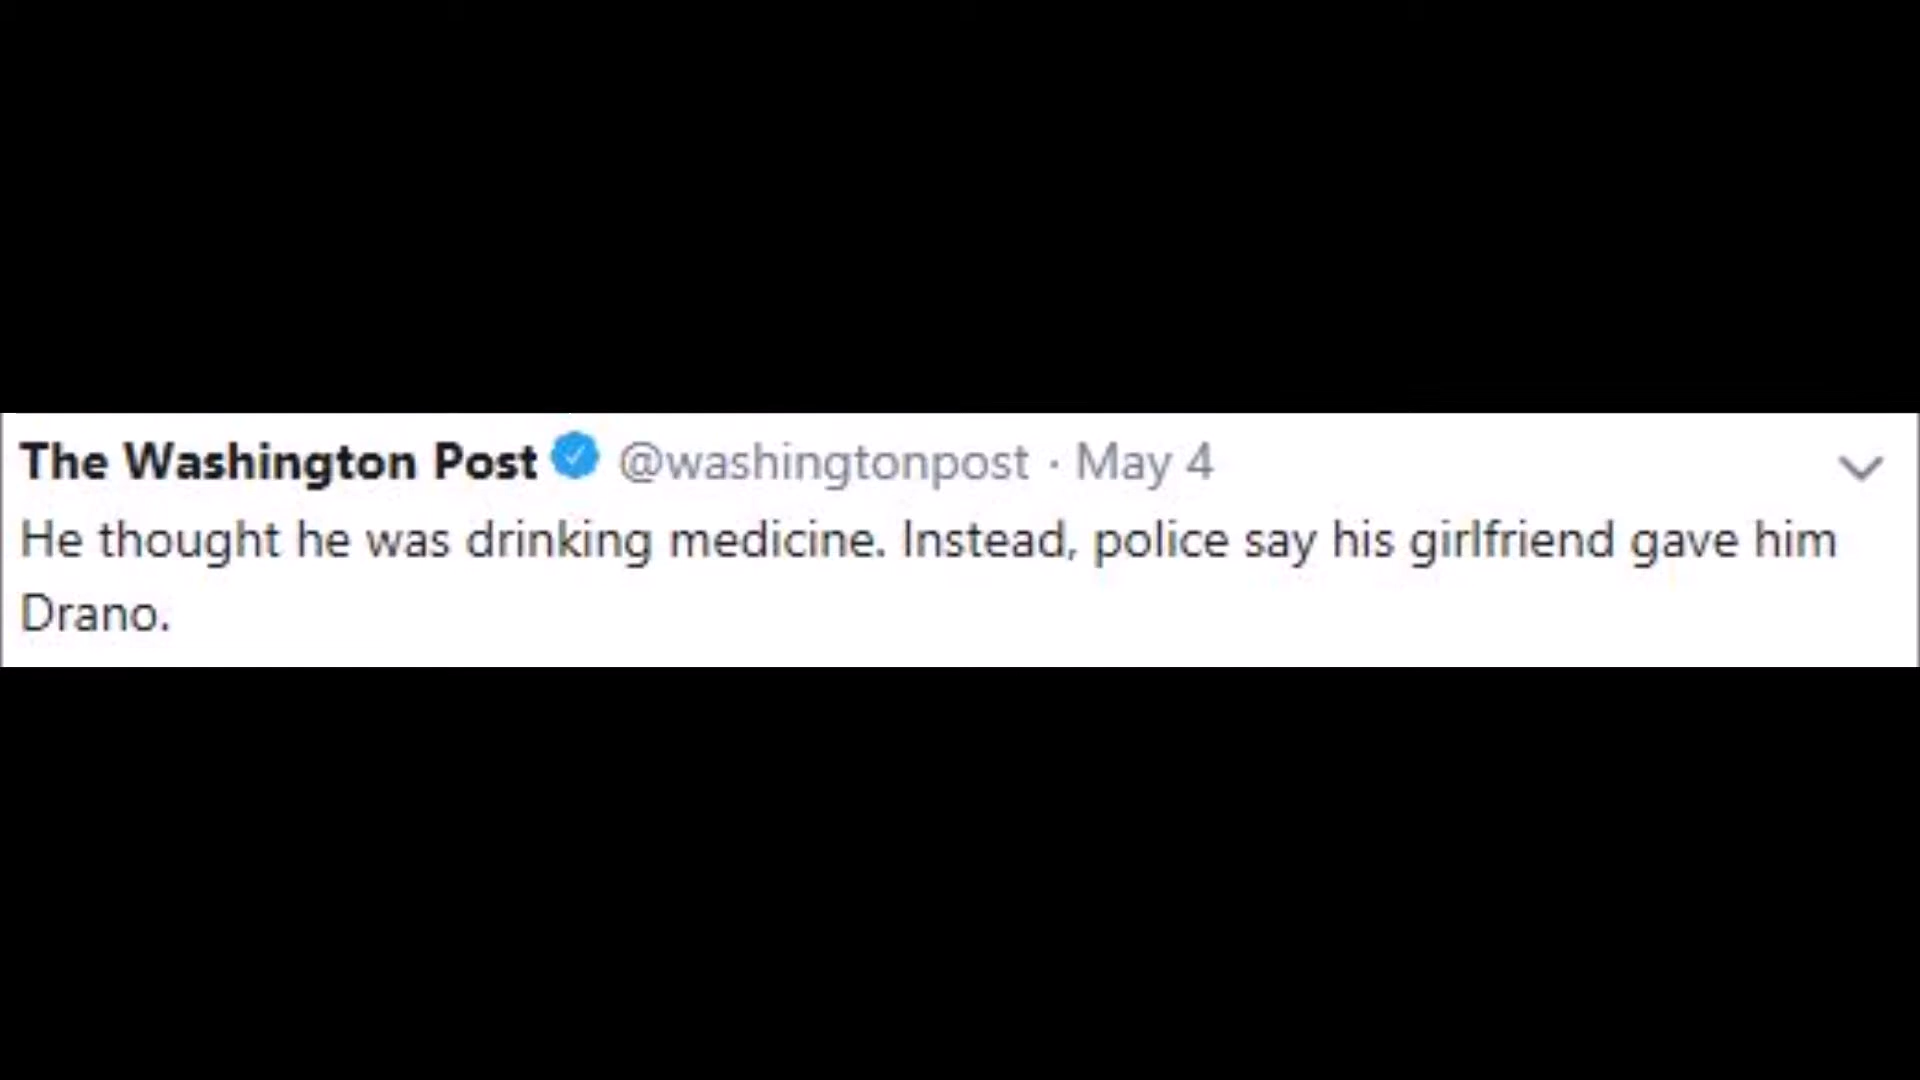 The Washington Post @washingtonpost · May 4
He thought he was drinking medicine. Instead, police say his girlfriend gave him
Drano.